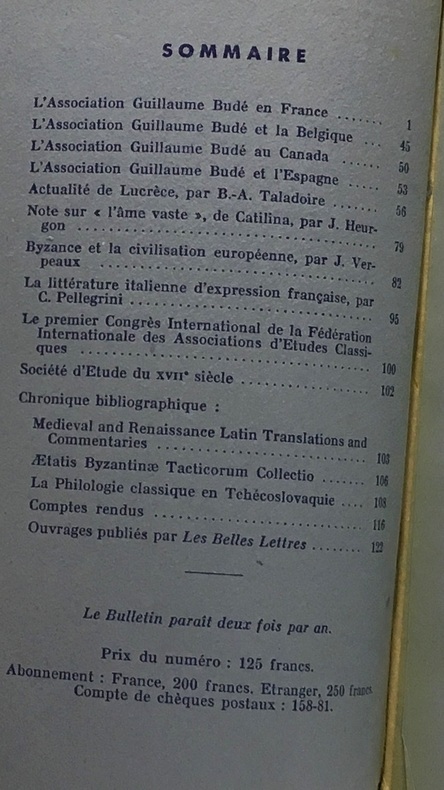 SOMMAIRE
L'Association Guillaume Budé en France ....... 1
L'Association Guillaume Budé et la Belgique ... 45
L'Association Guillaume Budé au Canada ...... 50
L'Association Guillaume Budé et l'Espagne ..... 53
Actualité de Lucrèce, par B.-A. Taladoire ....... 56
Note sur « l'âme vaste », de Catilina, par J. Heur-
gon ........ 79
Byzance et la civilisation européenne, par J. Ver-
peaux ........ 82
La littérature italienne d'expression française, par
C. Pellegrini ........ 95
Le premier Congrès International de la Fédération
Internationale des Associations d'Etudes Classi-
ques ........ 100
Société d'Etude du XVIIe siècle ........ 102
Chronique bibliographique :
Medieval and Renaissance Latin Translations and
Commentaries ........ 103
Ætatis Byzantinæ Tacticorum Collectio ....... 106
La Philologie classique en Tchécoslovaquie .... 108
Comptes rendus ........ 116
Ouvrages publiés par Les Belles Lettres ........ 122
Le Bulletin paraît deux fois par an.
Prix du numéro : 125 francs.
Abonnement : France, 200 francs. Etranger, 250 francs
Compte de chèques postaux : 158-81.